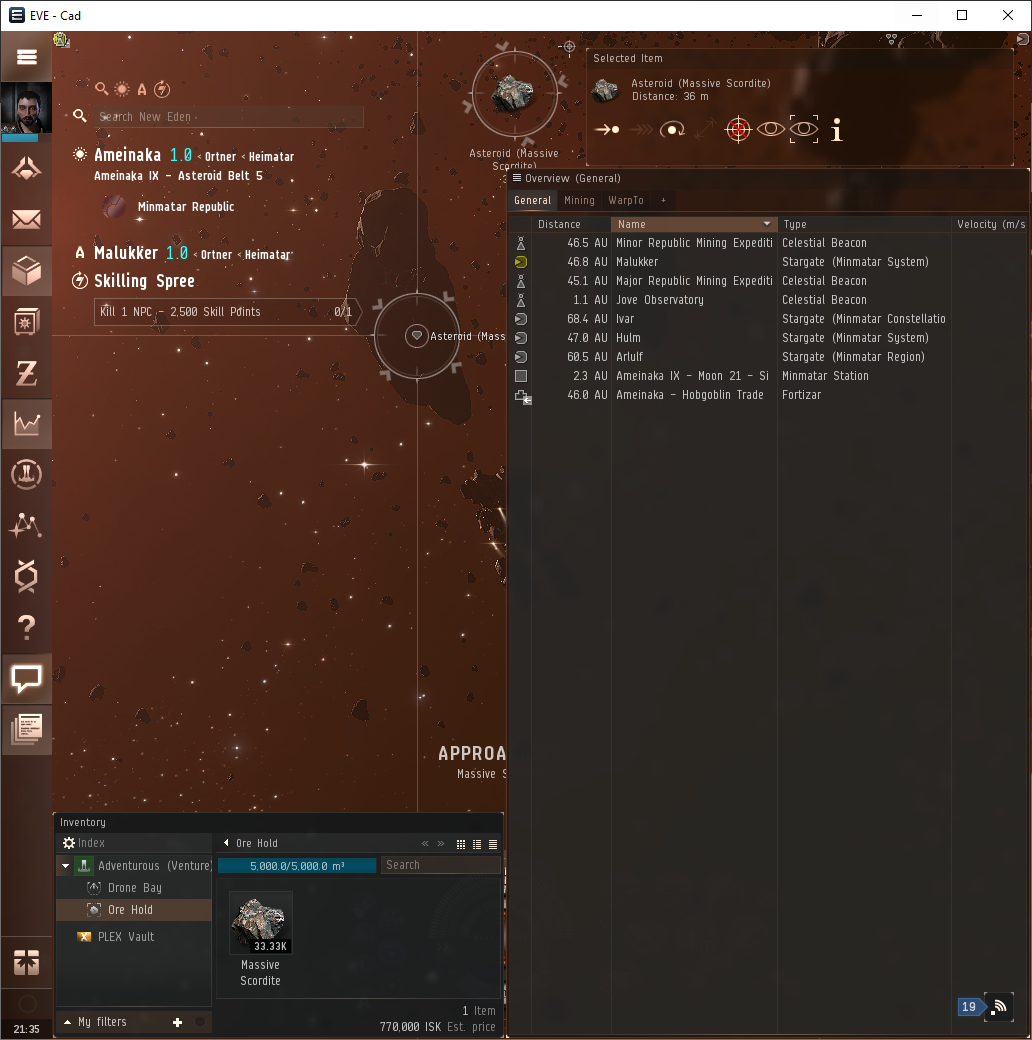 EVE - Cad
Selected Item
Asteroid (Massive Scordite)
Distance: 36 m
Search New Eden
Asteroid (Massive
Scordite)
Ameinaka 1.0 < Ortner < Heimatar
Ameinaka IX - Asteroid Belt 5
Minmatar Republic
Malukker 1.0 < Ortner < Heimatar
Skilling Spree
Kill 1 NPC - 2,500 Skill Points 0/1
Asteroid (Mass
Overview (General)
General Mining WarpTo +
Distance Name Type Velocity (m/s
46.5 AU Minor Republic Mining Expediti Celestial Beacon
46.8 AU Malukker Stargate (Minmatar System)
45.1 AU Major Republic Mining Expediti Celestial Beacon
1.1 AU Jove Observatory Celestial Beacon
68.4 AU Ivar Stargate (Minmatar Constellatio
47.0 AU Hulm Stargate (Minmatar System)
60.5 AU Arlulf Stargate (Minmatar Region)
2.3 AU Ameinaka IX - Moon 21 - Si Minmatar Station
46.0 AU Ameinaka - Hobgoblin Trade Fortizar
APPROA
Massive S
Inventory
Index
Adventurous (Venture)
Drone Bay
Ore Hold
PLEX Vault
My filters +
Ore Hold
5,000.0/5,000.0 m³
Search
33.33K
Massive
Scordite
1 Item
770,000 ISK Est. price
19
21:35